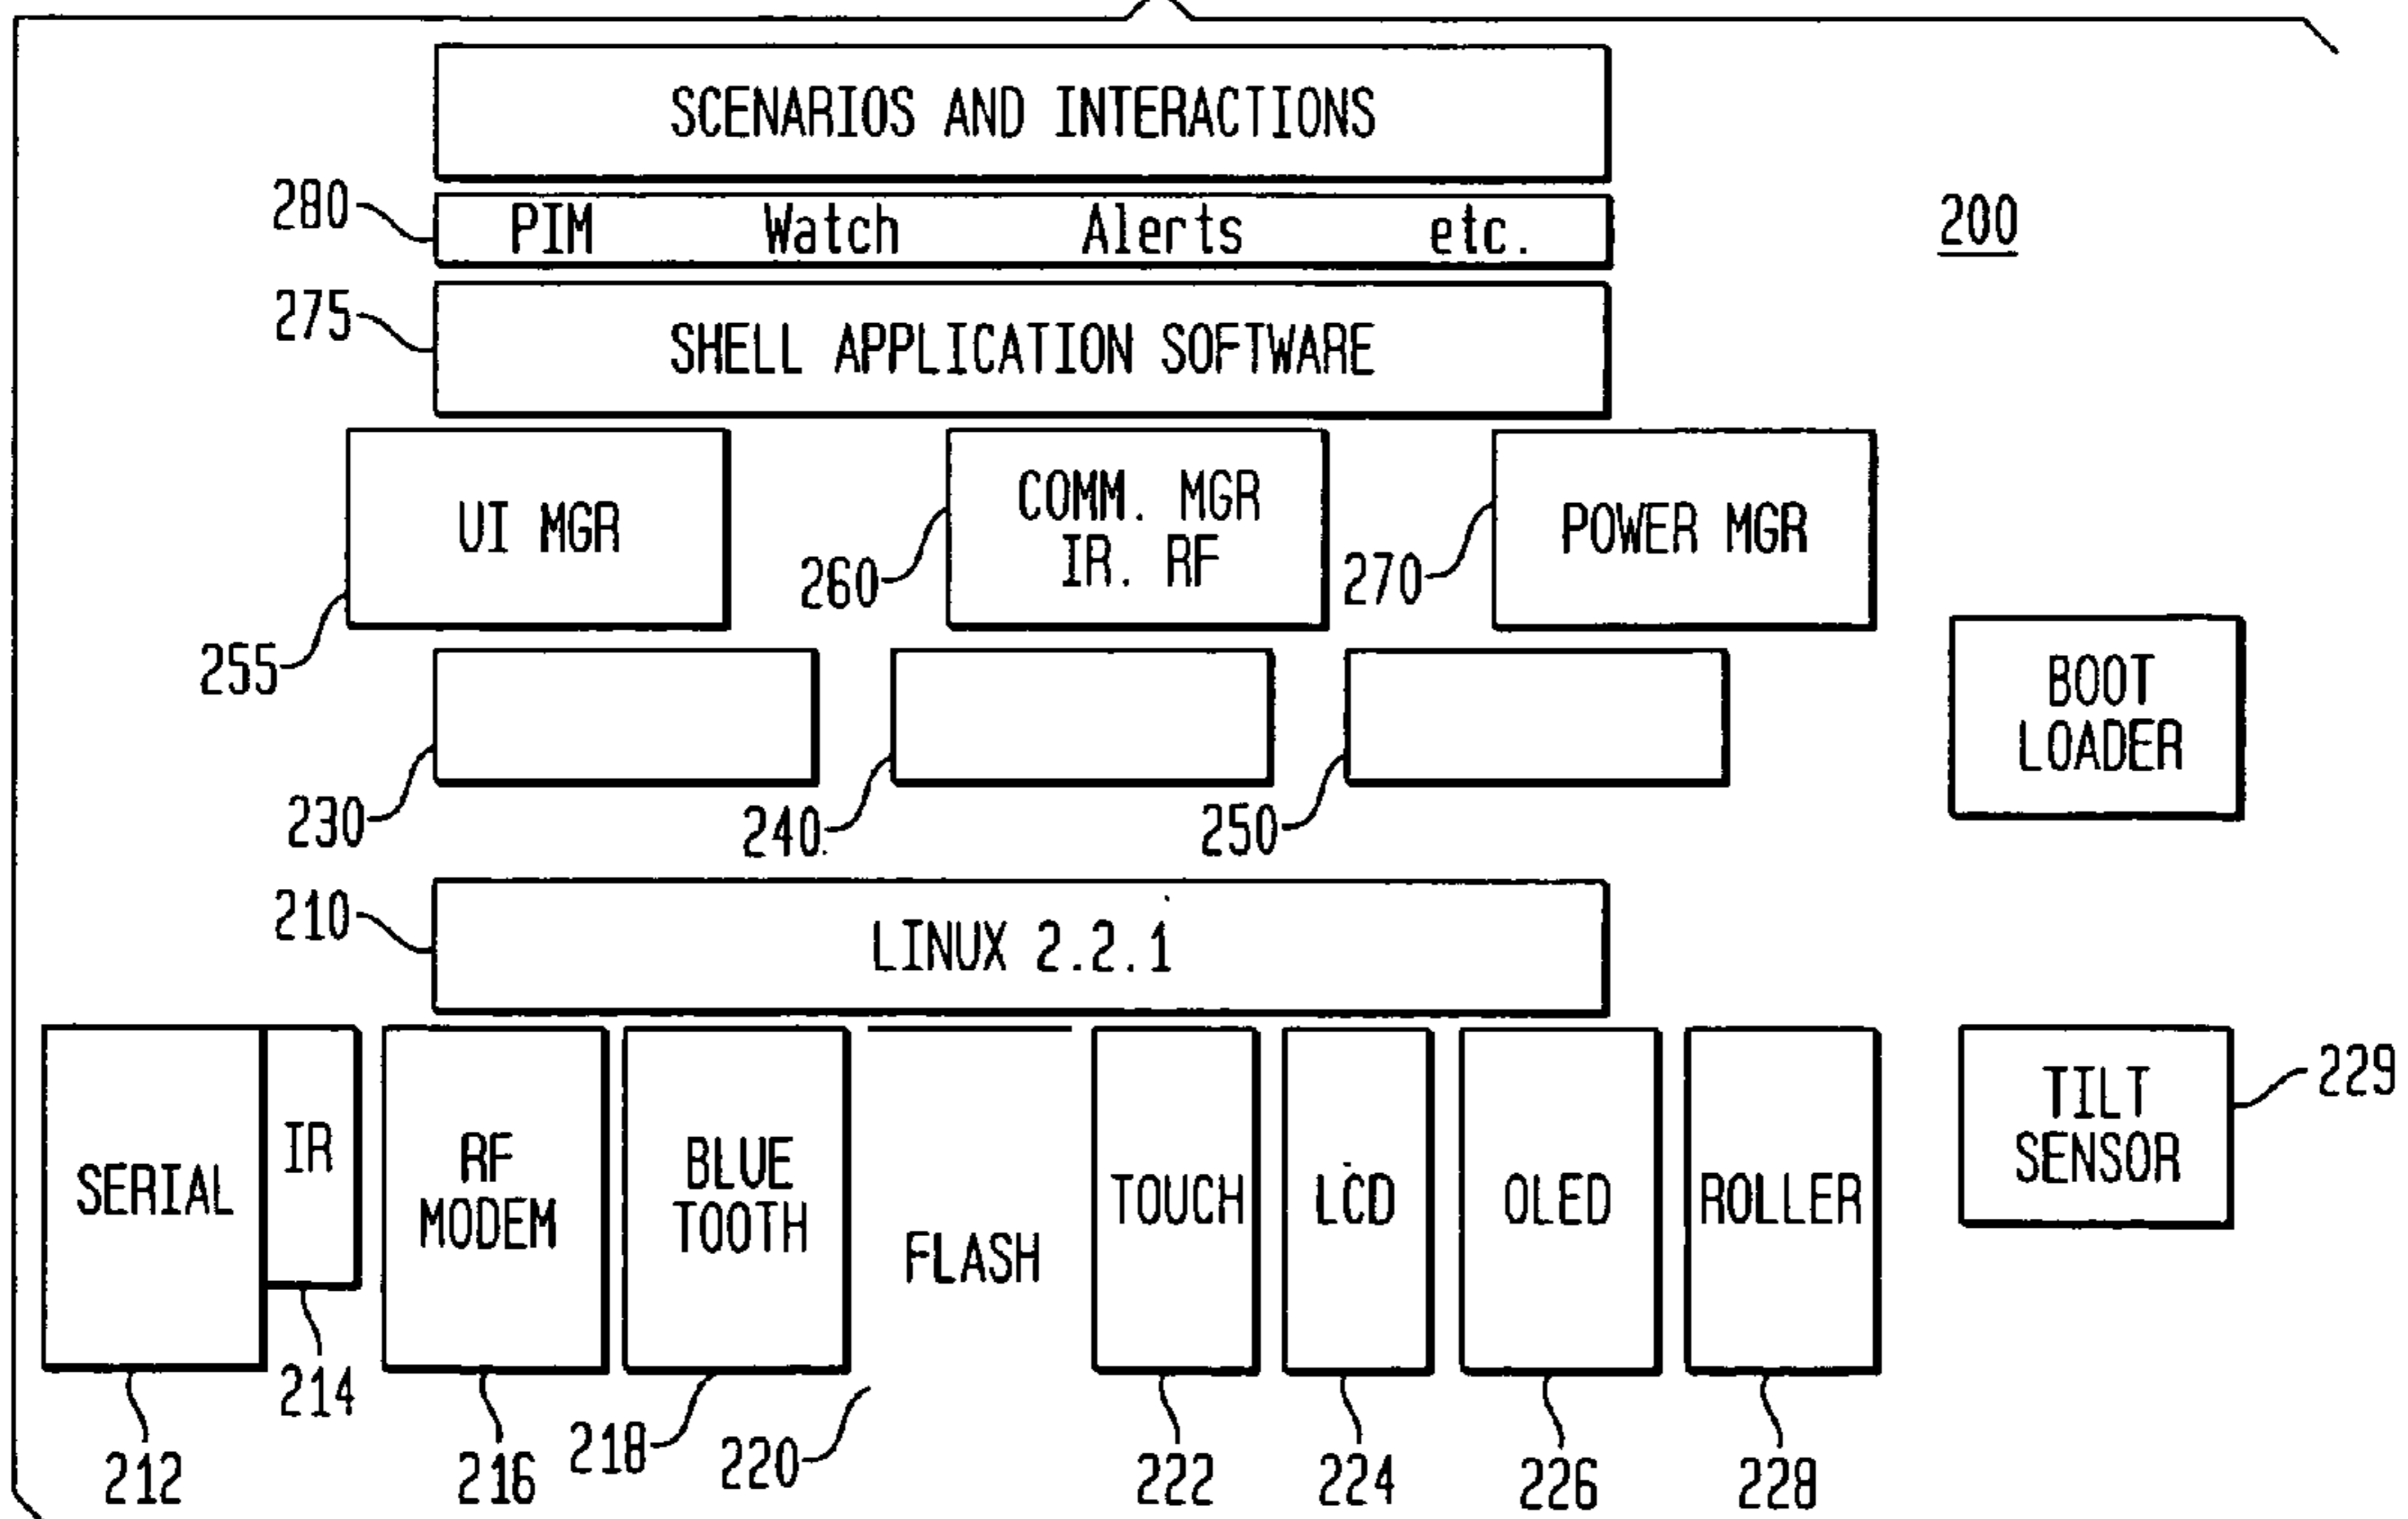 SCENARIOS AND INTERACTIONS
280
PIM Watch Alerts etc.
200
275
SHELL APPLICATION SOFTWARE
UI MGR
COMM. MGR
IR. RF
POWER MGR
260
270
255
BOOT
LOADER
230
240
250
210
LINUX 2.2.1
SERIAL
IR
RF
MODEM
BLUE
TOOTH
FLASH
TOUCH
LCD
OLED
ROLLER
TILT
SENSOR
229
212
214
216
218
220
222
224
226
228